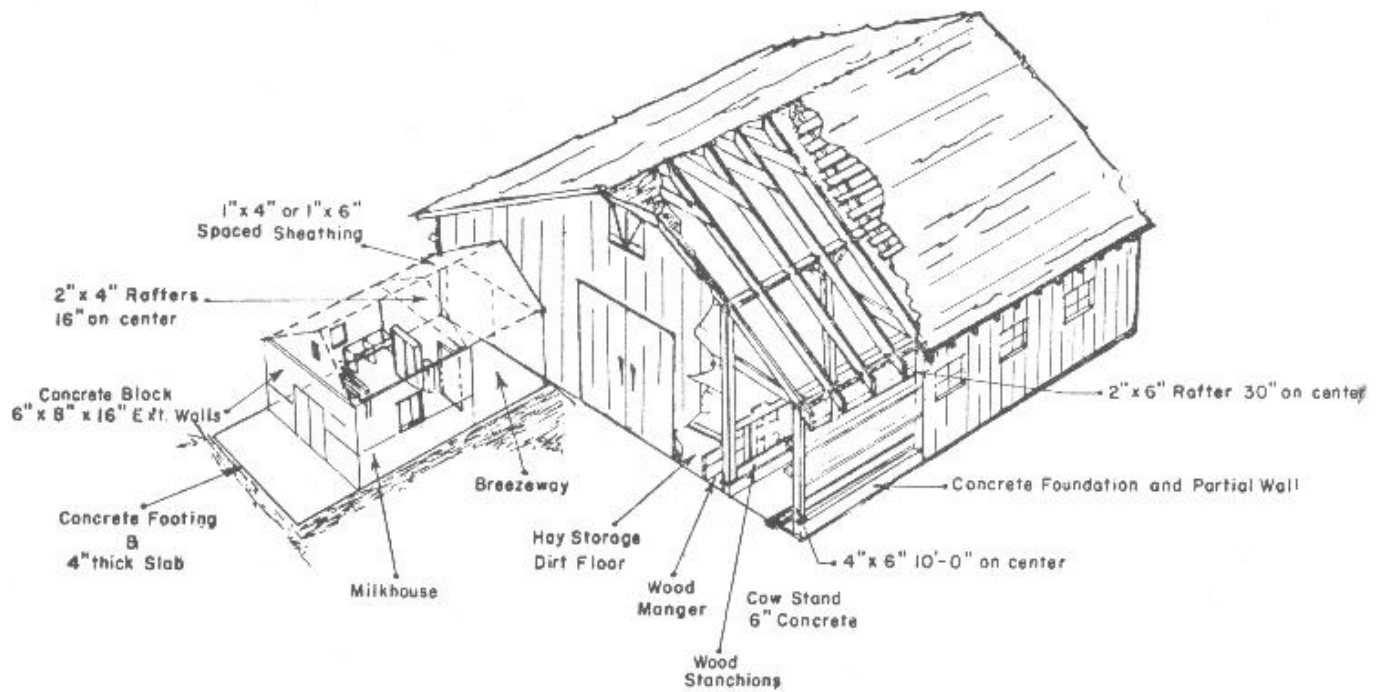 1"x 4" or 1"x 6"
Spaced Sheathing
2"x 4" Rafters
16" on center
Concrete Block
6"x 8"x 16" Ext. Walls
Concrete Footing
&
4" thick Slab
Milkhouse
Breezeway
Hay Storage
Dirt Floor
Wood
Manger
Cow Stand
6" Concrete
Wood
Stanchions
2"x 6" Rafter 30" on center
Concrete Foundation and Partial Wall
4"x 6" 10'-0" on center